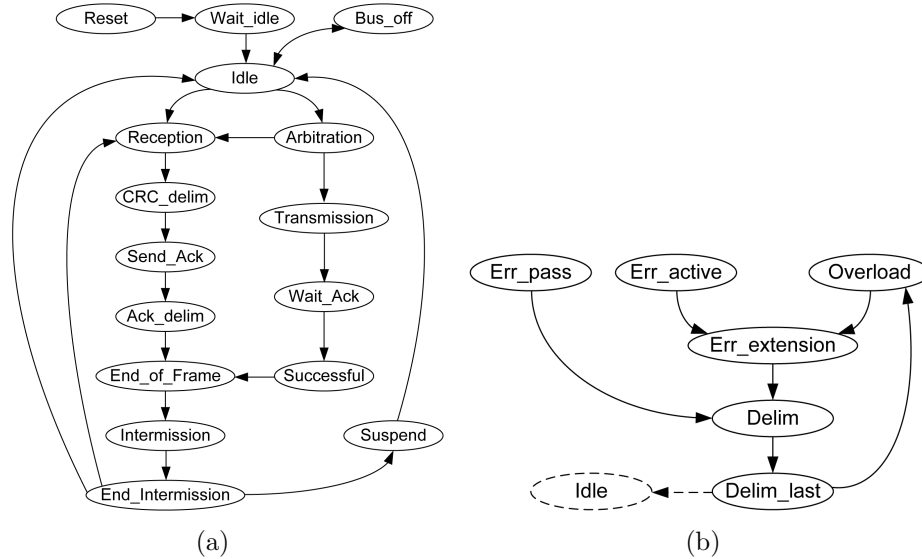 Reset
Wait_idle
Bus_off
Idle
Reception
Arbitration
CRC_delim
Transmission
Send_Ack
Wait_Ack
Ack_delim
End_of_Frame
Successful
Intermission
Suspend
End_Intermission
(a)
Err_pass
Err_active
Overload
Err_extension
Delim
Idle
Delim_last
(b)